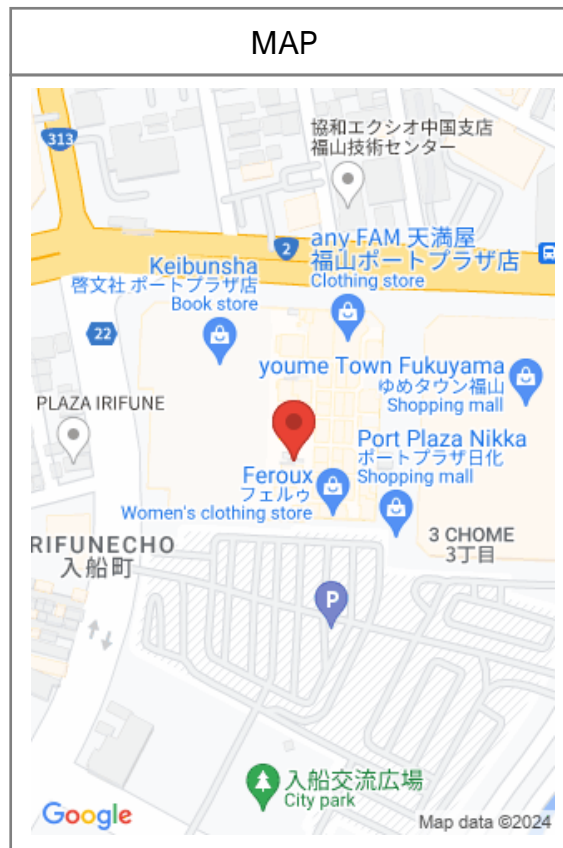 MAP
313
協和エクシオ中国支店
福山技術センター
2
any FAM 天満屋
福山ポートプラザ店
Clothing store
Keibunsha
啓文社 ポートプラザ店
Book store
22
youme Town Fukuyama
ゆめタウン福山
Shopping mall
PLAZA IRIFUNE
Port Plaza Nikka
ポートプラザ日化
Shopping mall
Feroux
フェルゥ
Women's clothing store
3 CHOME
3丁目
RIFUNECHO
入船町
P
入船交流広場
City park
Google
Map data ©2024